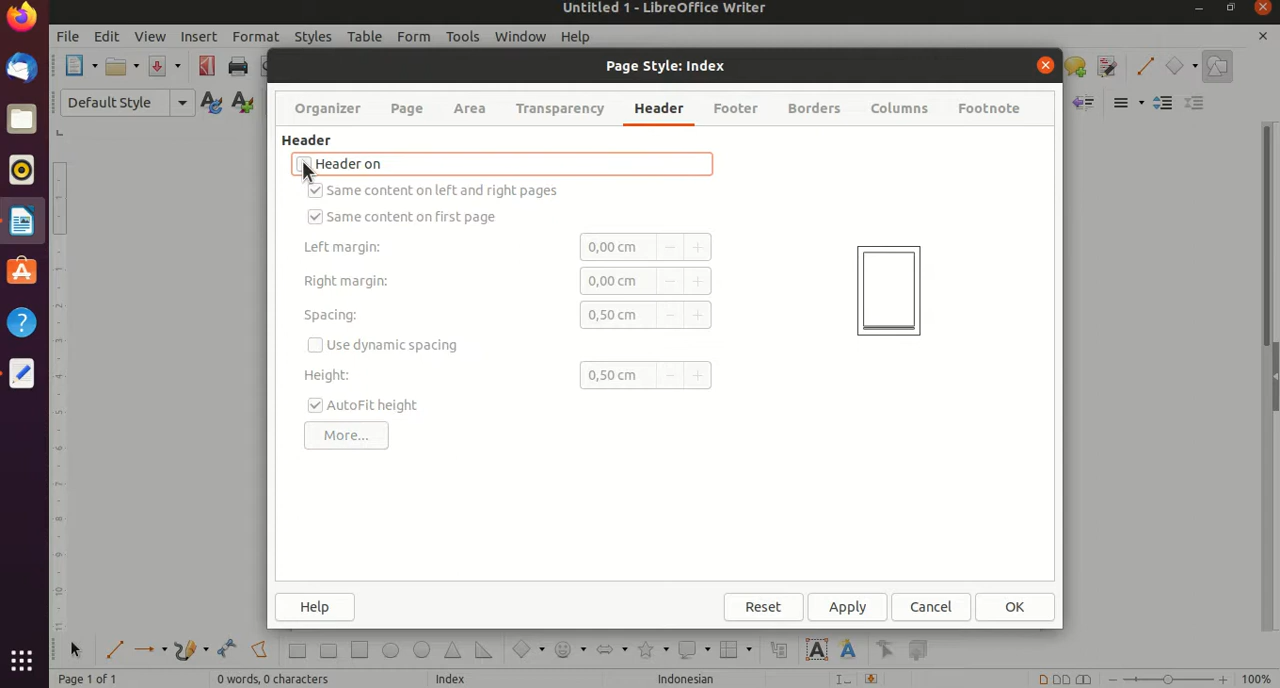 Untitled 1 - LibreOffice Writer
File Edit View Insert Format Styles Table Form Tools Window Help
Page Style: Index
Default Style
Organizer Page Area Transparency Header Footer Borders Columns Footnote
Header
Header on
Same content on left and right pages
Same content on first page
Left margin: 0,00 cm
Right margin: 0,00 cm
Spacing: 0,50 cm
Use dynamic spacing
Height: 0,50 cm
AutoFit height
More...
Help Reset Apply Cancel OK
Page 1 of 1 0 words, 0 characters Index Indonesian 100%